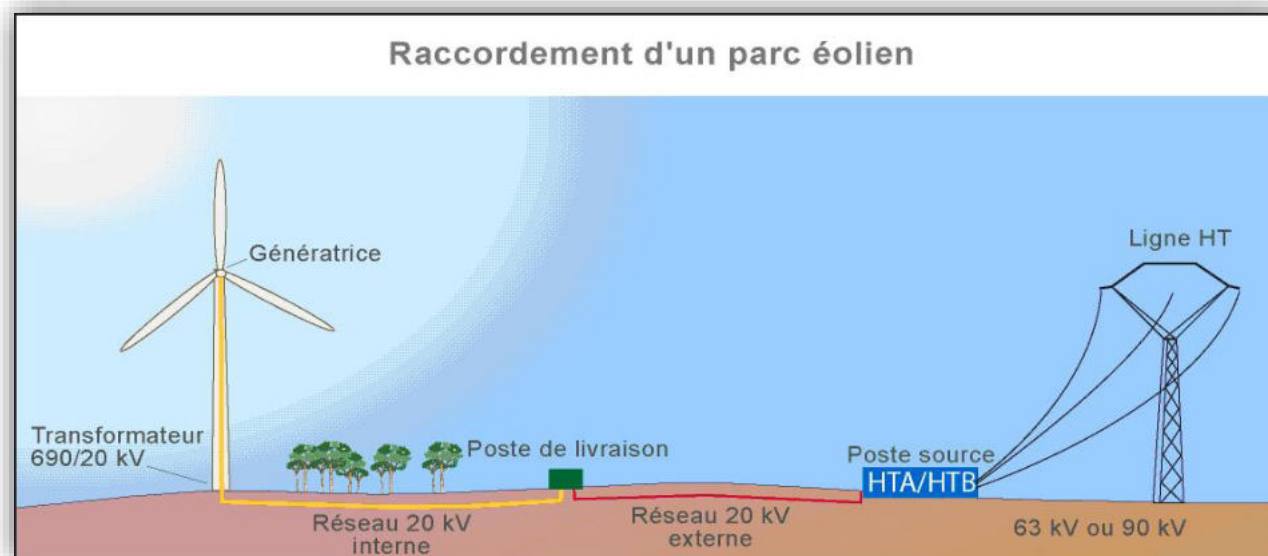 Raccordement d'un parc éolien
Génératrice
Ligne HT
Transformateur
690/20 kV
Poste de livraison
Poste source
HTA/HTB
Réseau 20 kV
interne
Réseau 20 kV
externe
63 kV ou 90 kV